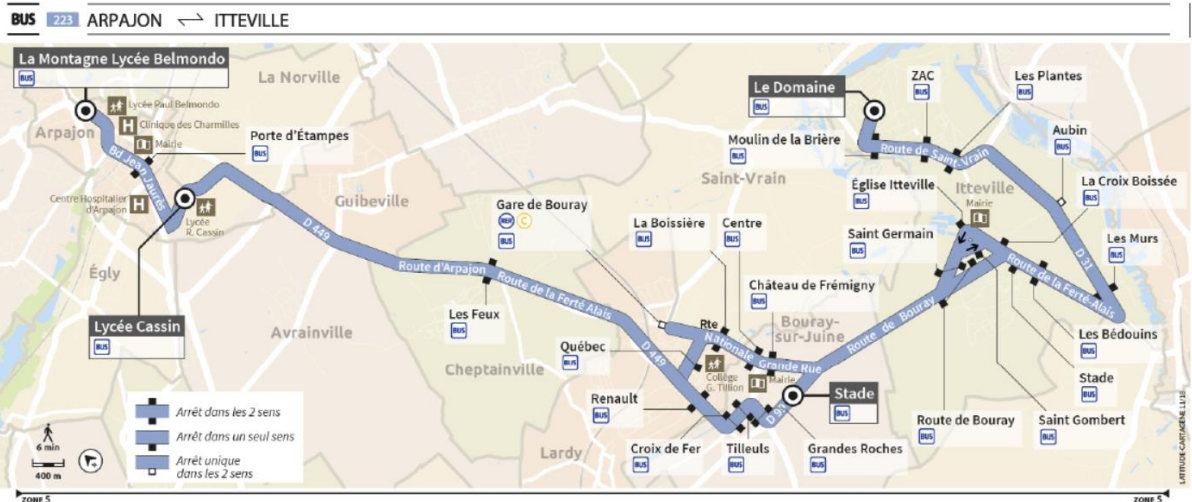 BUS 223 ARPAJON ITTEVILLE
La Montagne Lycée Belmondo
BUS
La Norville
Lycée Paul Belmondo
H Clinique des Charmilles
Mairie
Arpajon
Bd Jean Jaurès
Porte d'Étampes
BUS
Centre Hospitalier
d'Arpajon H
Lycée
R. Cassin
Égly
Lycée Cassin
BUS
Guibeville
D 449
Avrainville
Route d'Arpajon
Les Feux
BUS
Route de la Ferté Alais
Cheptainville
Gare de Bouray
RER C
BUS
D 449
Québec
BUS
Renault
BUS
Lardy
Croix de Fer
BUS
Tilleuls
BUS
Grandes Roches
BUS
Stade
BUS
La Boissière
BUS
Centre
BUS
Château de Frémigny
BUS
Rte
Nationale
Grande Rue
Collège
G. Tillion
Mairie
Bouray-
sur-Juine
Route de Bouray
Saint-Vrain
Le Domaine
BUS
Moulin de la Brière
BUS
ZAC
BUS
Les Plantes
BUS
Route de Saint-Vrain
Aubin
BUS
Église Itteville
BUS
Itteville
Mairie
La Croix Boissée
BUS
Saint Germain
BUS
D 31
Les Murs
BUS
Route de la Ferté-Alais
Les Bédouins
BUS
Stade
BUS
Saint Gombert
BUS
Route de Bouray
BUS
Arrêt dans les 2 sens
Arrêt dans un seul sens
Arrêt unique
dans les 2 sens
6 min
400 m
ZONE 5
ZONE 5